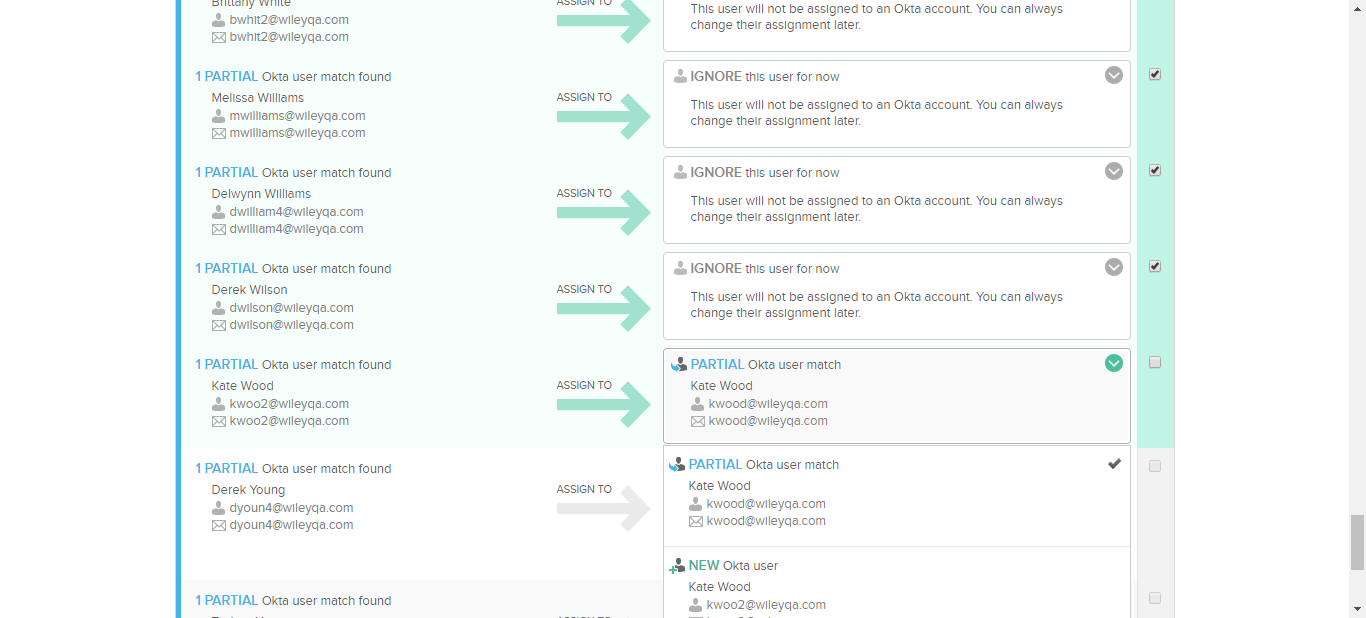 Brittany White
ASSIGN TO
This user will not be assigned to an Okta account. You can always
bwhit2@wileyqa.com
change their assignment later.
bwhit2@wileyqa.com
1 PARTIAL Okta user match found
IGNORE this user for now
Melissa Williams
ASSIGN TO
This user will not be assigned to an Okta account. You can always
mwilliams@wileyqa.com
change their assignment later.
mwilliams@wileyqa.com
1 PARTIAL Okta user match found
IGNORE this user for now
Delwynn Williams
ASSIGN TO
This user will not be assigned to an Okta account. You can always
dwilliam4@wileyqa.com
change their assignment later.
dwilliam4@wileyqa.com
1 PARTIAL Okta user match found
IGNORE this user for now
Derek Wilson
ASSIGN TO
This user will not be assigned to an Okta account. You can always
dwilson@wileyqa.com
change their assignment later.
dwilson@wileyqa.com
1 PARTIAL Okta user match found
PARTIAL Okta user match
Kate Wood
ASSIGN TO
Kate Wood
kwoo2@wileyqa.com
kwood@wileyqa.com
kwoo2@wileyqa.com
kwood@wileyqa.com
1 PARTIAL Okta user match found
PARTIAL Okta user match
Derek Young
ASSIGN TO
Kate Wood
dyoun4@wileyqa.com
kwood@wileyqa.com
dyoun4@wileyqa.com
kwood@wileyqa.com
NEW Okta user
Kate Wood
1 PARTIAL Okta user match found
kwoo2@wileyqa.com